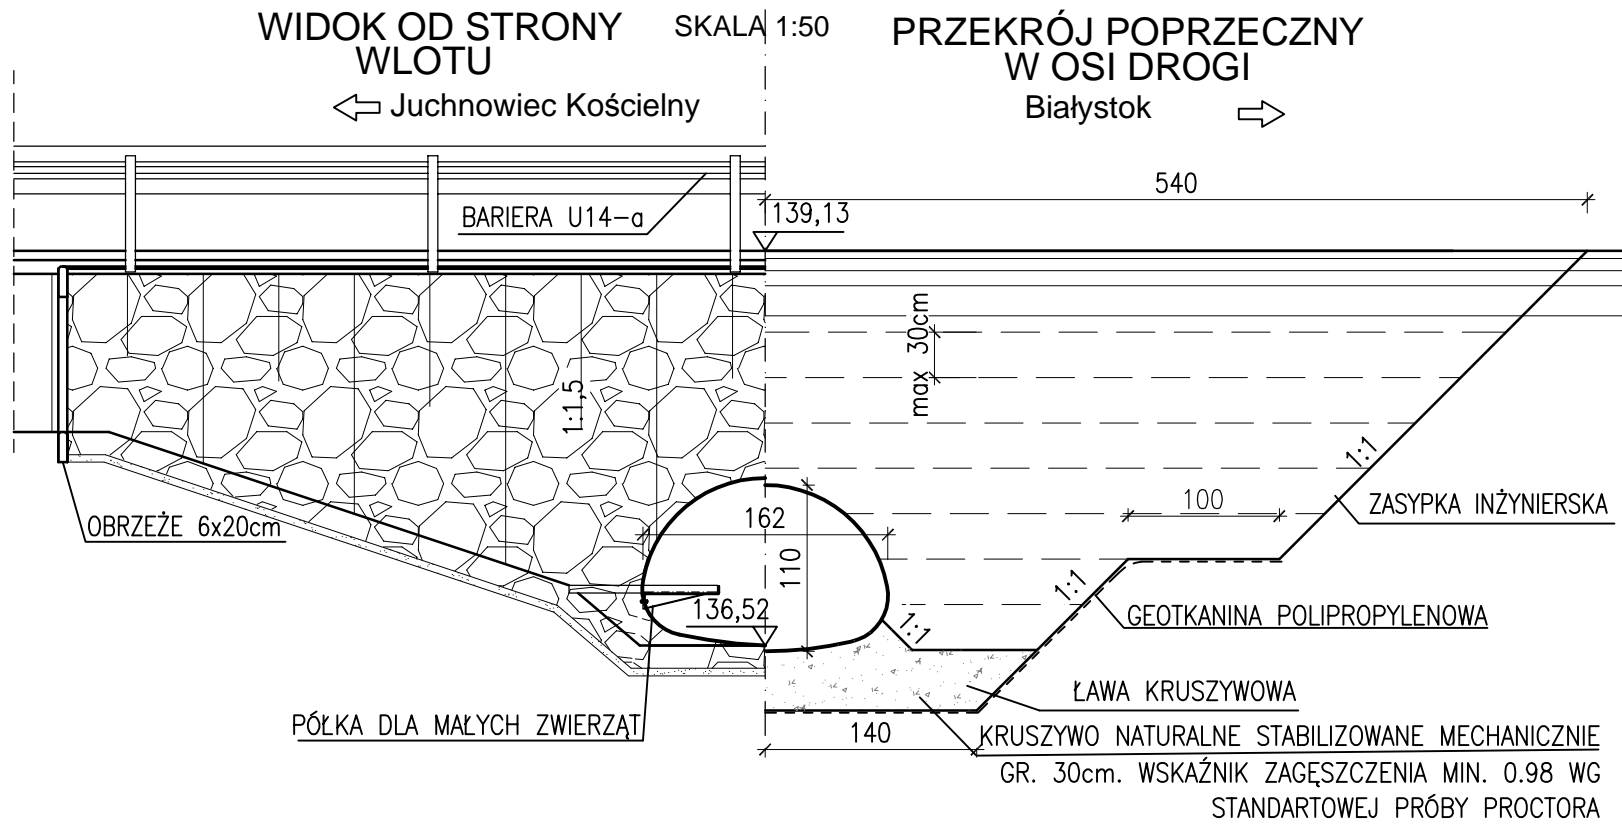 WIDOK OD STRONY
WLOTU
SKALA 1:50
PRZEKRÓJ POPRZECZNY
W OSI DROGI
Juchnowiec Kościelny
Białystok
540
BARIERA U14-a
139,13
max 30cm
1:1,5
1:1
100
ZASYPKA INŻYNIERSKA
OBRZEŻE 6x20cm
162
110
1:1
136,52
1:1
GEOTKANINA POLIPROPYLENOWA
ŁAWA KRUSZYWOWA
PÓŁKA DLA MAŁYCH ZWIERZĄT
140
KRUSZYWO NATURALNE STABILIZOWANE MECHANICZNIE
GR. 30cm. WSKAŹNIK ZAGĘSZCZENIA MIN. 0.98 WG
STANDARTOWEJ PRÓBY PROCTORA